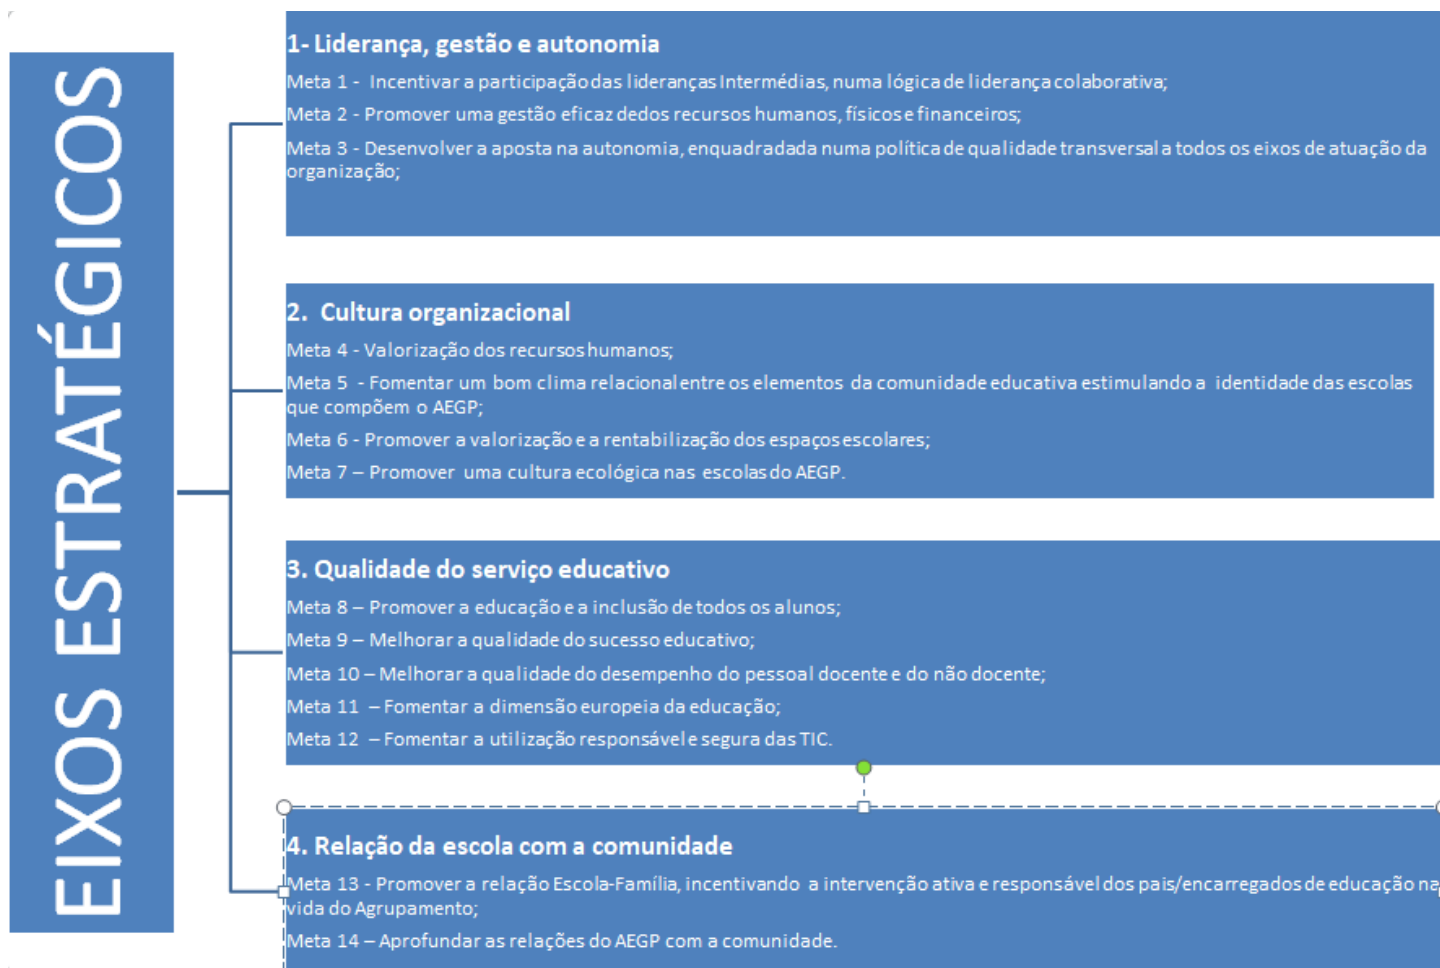 EIXOS ESTRATÉGICOS
1- Liderança, gestão e autonomia
Meta 1 - Incentivar a participação das lideranças Intermédias, numa lógica de liderança colaborativa;
Meta 2 - Promover uma gestão eficaz dedos recursos humanos, físicos e financeiros;
Meta 3 - Desenvolver a aposta na autonomia, enquadradada numa política de qualidade transversal a todos os eixos de atuação da
organização;
2. Cultura organizacional
Meta 4 - Valorização dos recursos humanos;
Meta 5 - Fomentar um bom clima relacional entre os elementos da comunidade educativa estimulando a identidade das escolas
que compõem o AEGP;
Meta 6 - Promover a valorização e a rentabilização dos espaços escolares;
Meta 7 – Promover uma cultura ecológica nas escolas do AEGP.
3. Qualidade do serviço educativo
Meta 8 – Promover a educação e a inclusão de todos os alunos;
Meta 9 – Melhorar a qualidade do sucesso educativo;
Meta 10 – Melhorar a qualidade do desempenho do pessoal docente e do não docente;
Meta 11 – Fomentar a dimensão europeia da educação;
Meta 12 – Fomentar a utilização responsável e segura das TIC.
4. Relação da escola com a comunidade
Meta 13 - Promover a relação Escola-Família, incentivando a intervenção ativa e responsável dos pais/encarregados de educação na
vida do Agrupamento;
Meta 14 – Aprofundar as relações do AEGP com a comunidade.